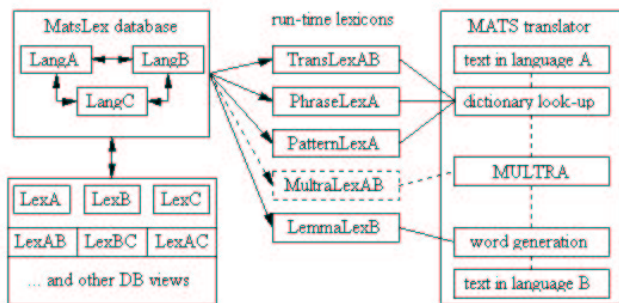 MatsLex database
LangA
LangB
LangC
LexA
LexB
LexC
LexAB
LexBC
LexAC
... and other DB views
run-time lexicons
TransLexAB
PhraseLexA
PatternLexA
MultraLexAB
LemmaLexB
MATS translator
text in language A
dictionary look-up
MULTRA
word generation
text in language B